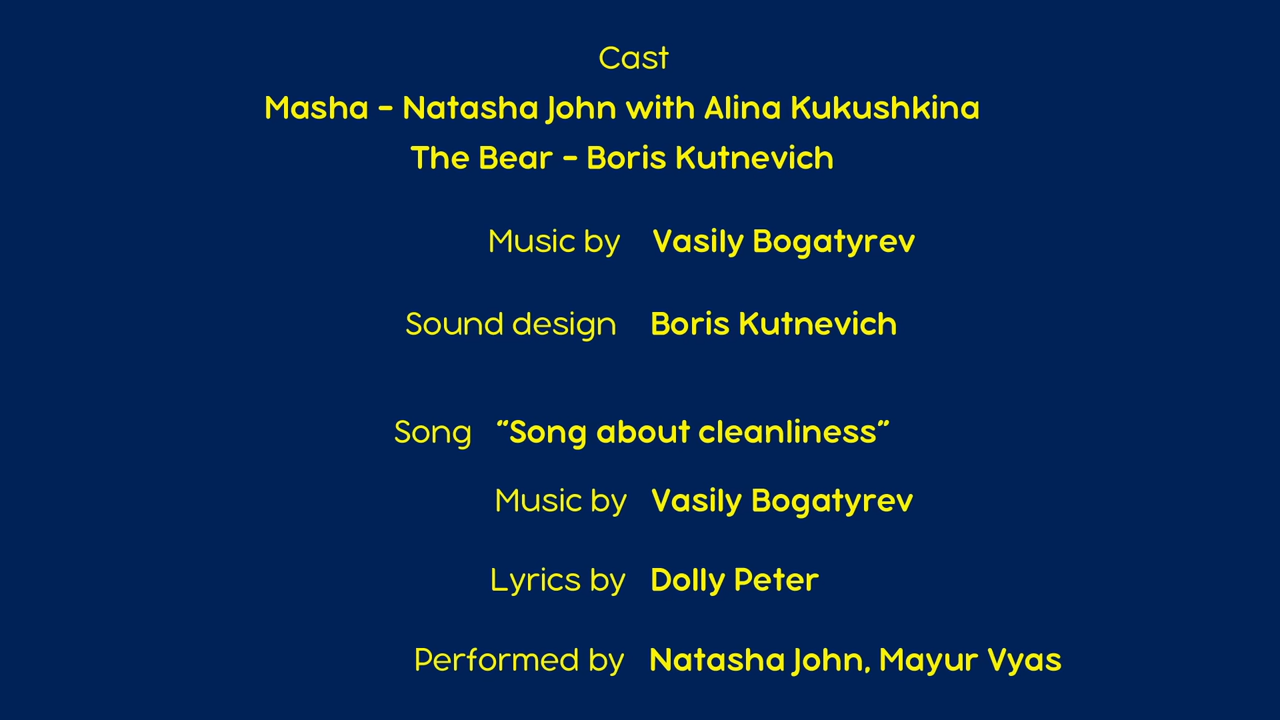 Cast
Masha - Natasha John with Alina Kukushkina
The Bear - Boris Kutnevich
Music by Vasily Bogatyrev
Sound design Boris Kutnevich
Song “Song about cleanliness”
Music by Vasily Bogatyrev
Lyrics by Dolly Peter
Performed by Natasha John, Mayur Vyas